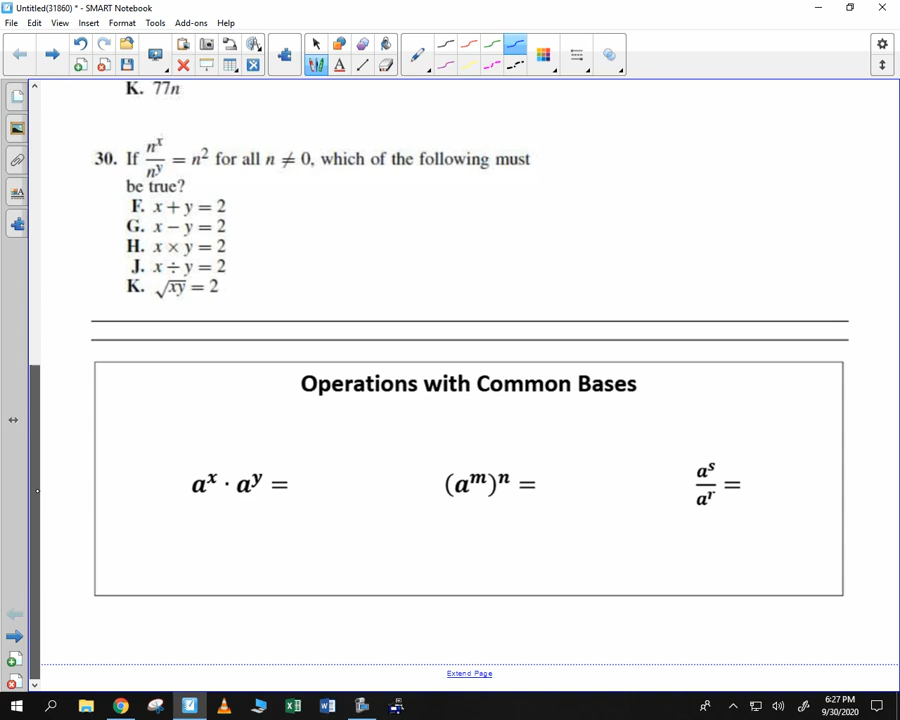 Untitled(31860) * - SMART Notebook
File Edit View Insert Format Tools Add-ons Help
K. 77n
30. If n^x/n^y = n² for all n ≠ 0, which of the following must
be true?
F. x + y = 2
G. x − y = 2
H. x × y = 2
J. x ÷ y = 2
K. √xy = 2
Operations with Common Bases
a^x · a^y =
(a^m)^n =
a^s/a^r =
Extend Page
6:27 PM
9/30/2020